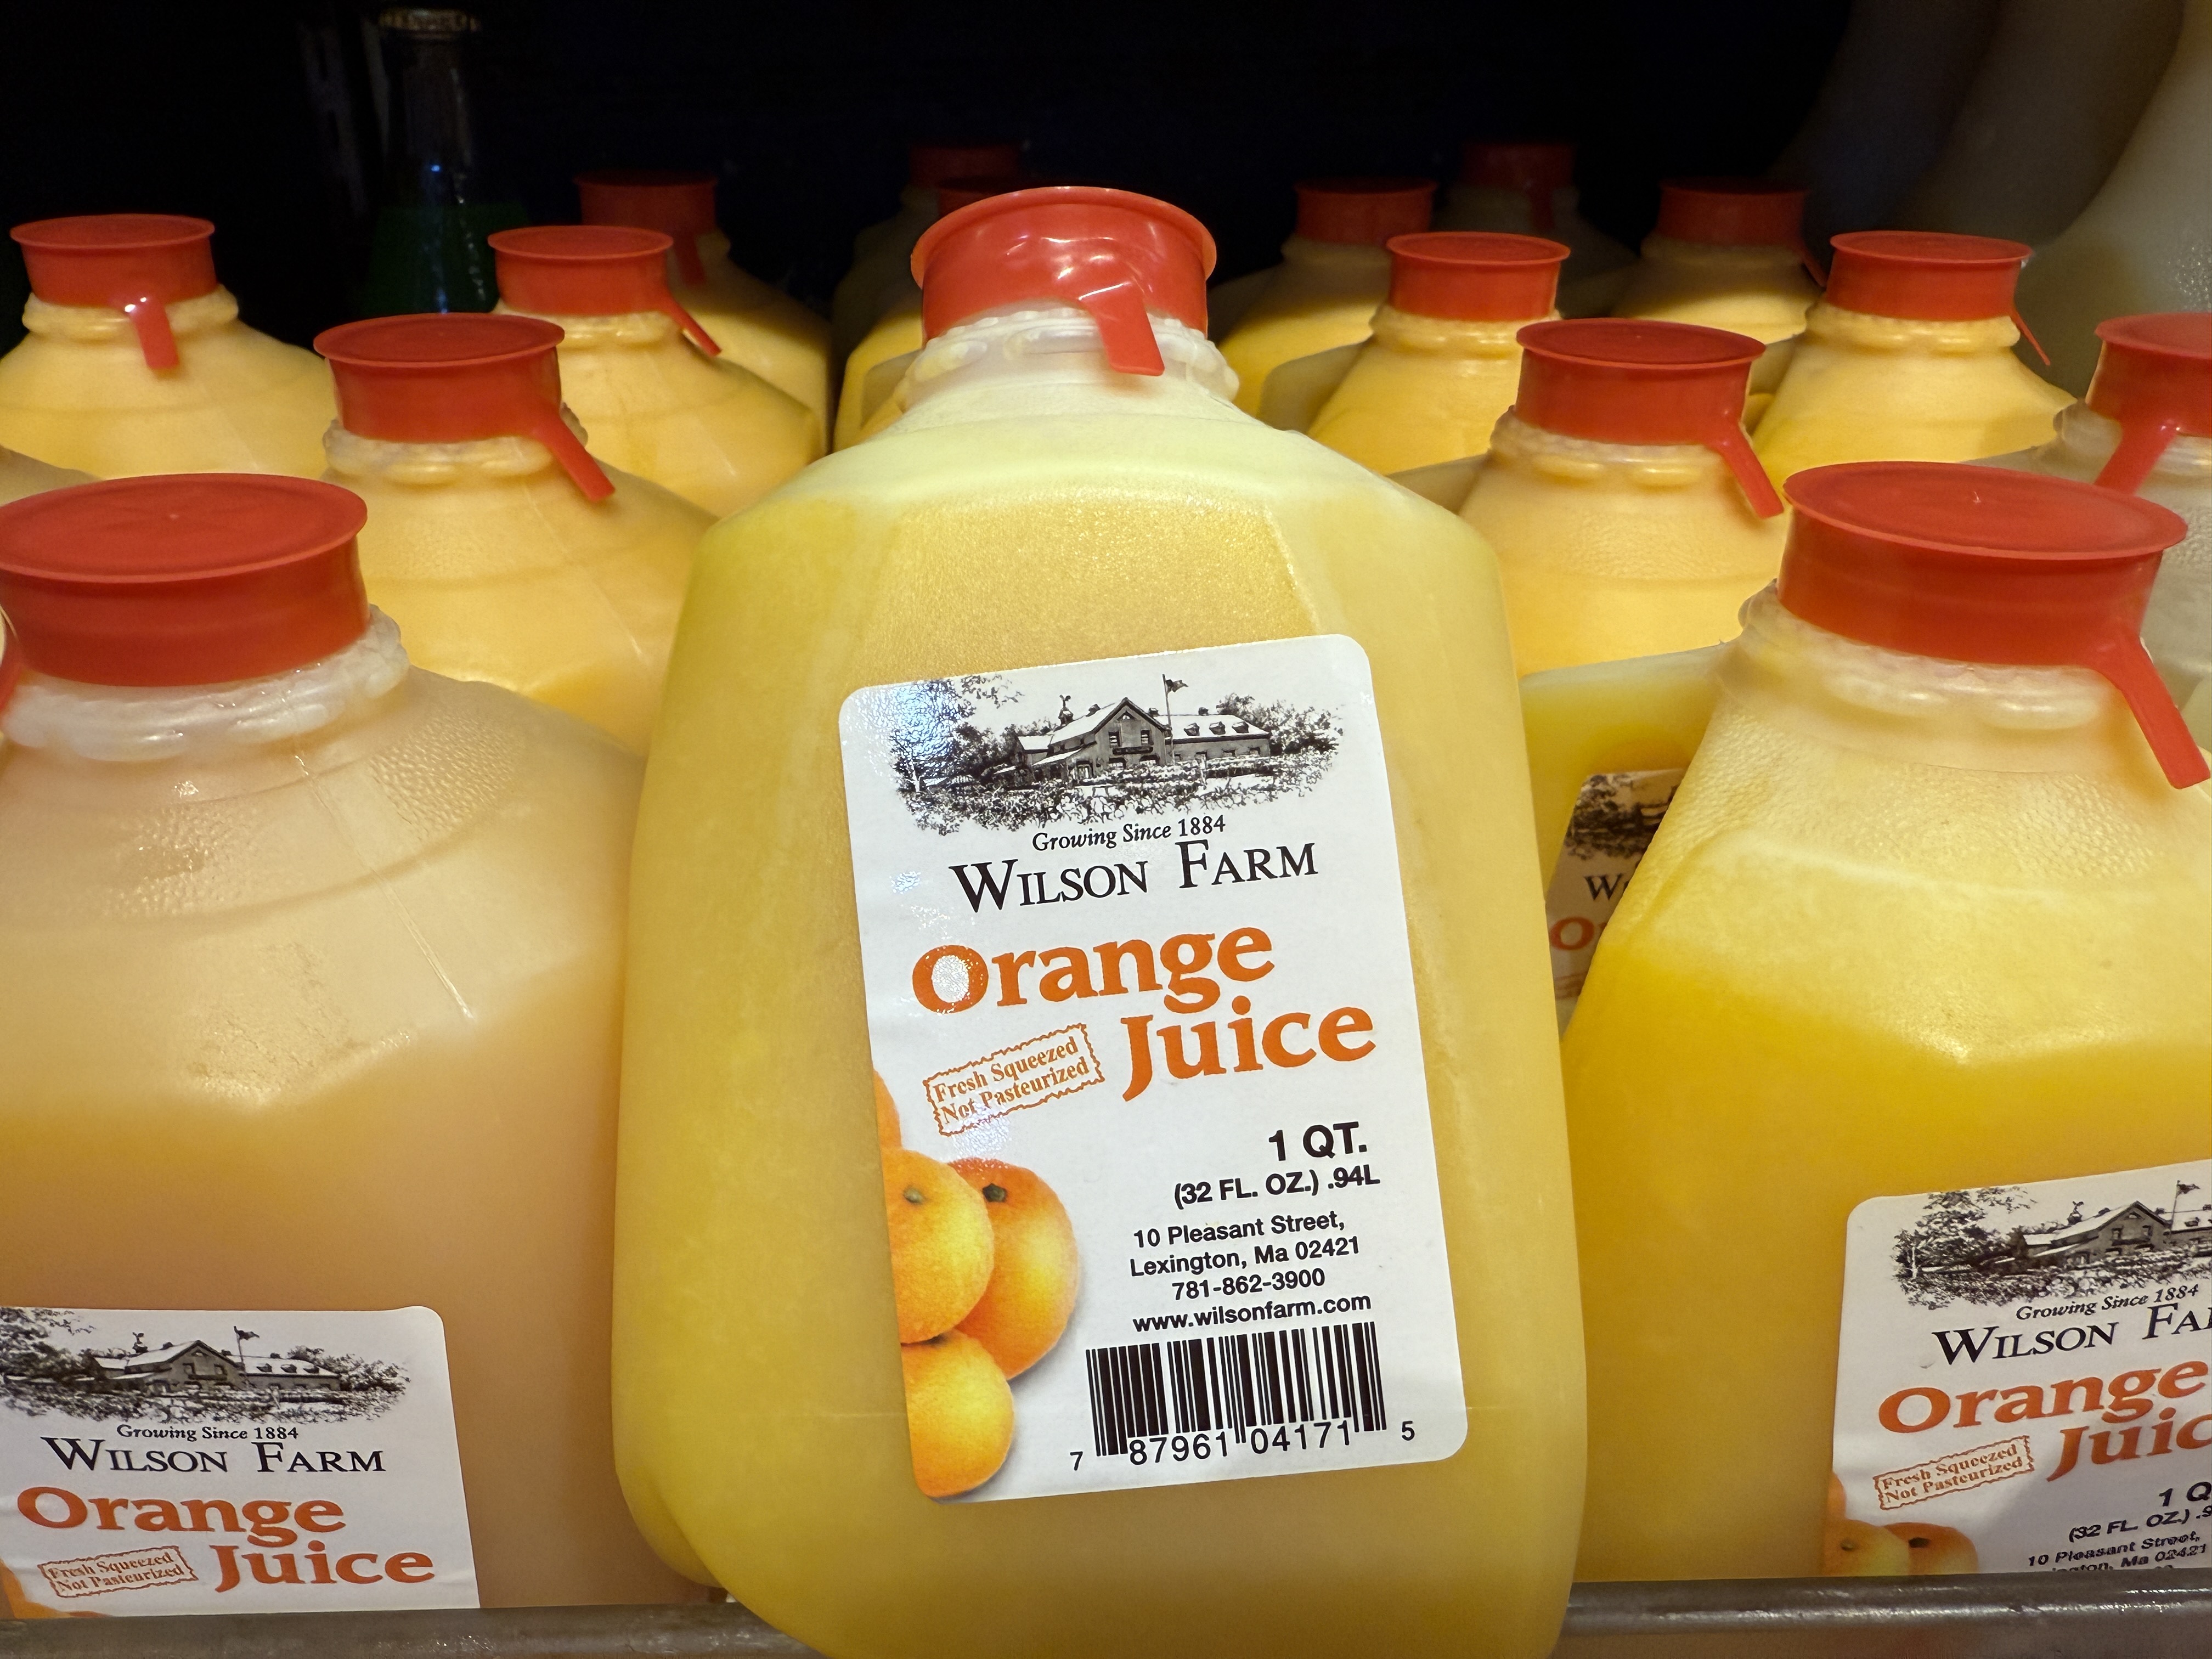 Growing Since 1884
WILSON FARM
Orange
Juice
Fresh Squeezed
Not Pasteurized
1 QT.
(32 FL. OZ.) .94L
10 Pleasant Street,
Lexington, Ma 02421
781-862-3900
www.wilsonfarm.com
7 87961 04171 5
Growing Since 1884
WILSON FARM
Orange
Juice
Fresh Squeezed
Not Pasteurized
Growing Since 1884
WILSON
Orange
Fresh Squeezed
Not Pasteurized
1
(32 FL. OZ.)
10 Pleasant Street,
Ma 02421